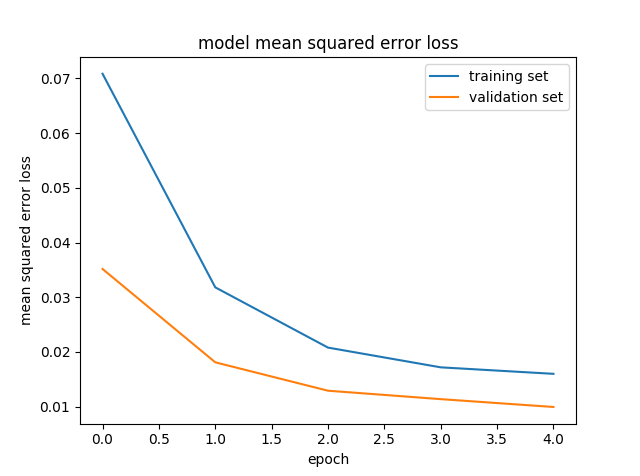 model mean squared error loss
training set
validation set
0.07
0.06
0.05
0.04
0.03
0.02
0.01
mean squared error loss
0.0 0.5 1.0 1.5 2.0 2.5 3.0 3.5 4.0
epoch